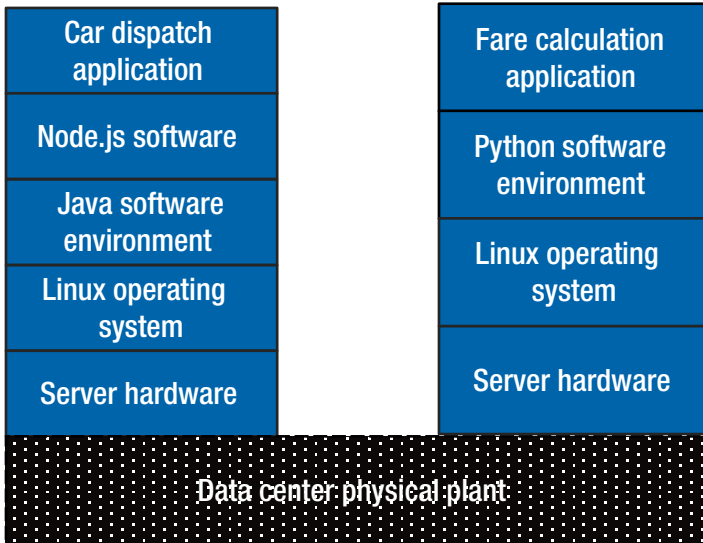 Car dispatch
application
Node.js software
Java software
environment
Linux operating
system
Server hardware
Fare calculation
application
Python software
environment
Linux operating
system
Server hardware
Data center physical plant